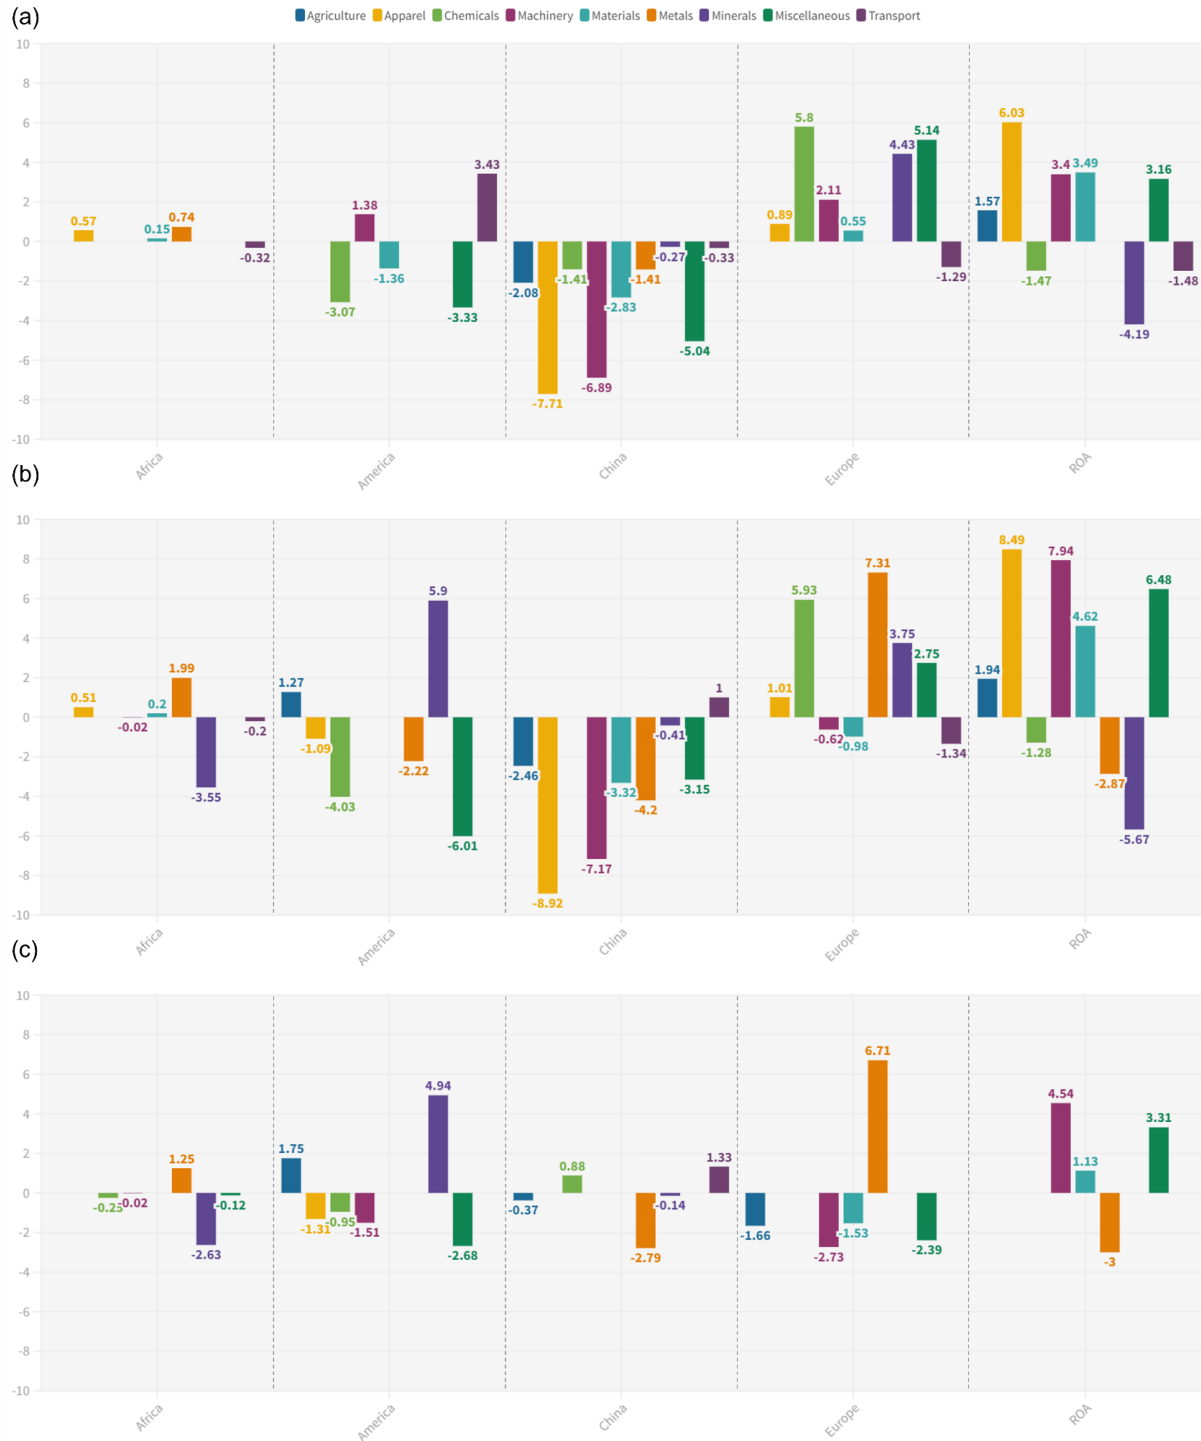 (a)
Agriculture Apparel Chemicals Machinery Materials Metals Minerals Miscellaneous Transport
10
8
6
4
2
0
-2
-4
-6
-8
-10
0.57 0.15 0.74 -0.32
-3.07 1.38 -1.36 -3.33 3.43
-2.08 -7.71 -1.41 -6.89 -2.83 -1.41 -0.27 -5.04 -0.33
0.89 5.8 2.11 0.55 4.43 5.14 -1.29
1.57 6.03 -1.47 3.4 3.49 -4.19 3.16 -1.48
Africa America China Europe ROA
(b)
10
8
6
4
2
0
-2
-4
-6
-8
-10
0.51 -0.02 0.2 1.99 -3.55 -0.2
1.27 -1.09 -4.03 -2.22 5.9 -6.01
-2.46 -8.92 -7.17 -3.32 -4.2 -0.41 -3.15 1
1.01 5.93 -0.62 -0.98 7.31 3.75 2.75 -1.34
1.94 8.49 -1.28 7.94 4.62 -2.87 -5.67 6.48
Africa America China Europe ROA
(c)
10
8
6
4
2
0
-2
-4
-6
-8
-10
-0.25 -0.02 1.25 -2.63 -0.12
1.75 -1.31 -0.95 -1.51 4.94 -2.68
-0.37 0.88 -2.79 -0.14 1.33
-1.66 -2.73 -1.53 6.71 -2.39
4.54 1.13 -3 3.31
Africa America China Europe ROA